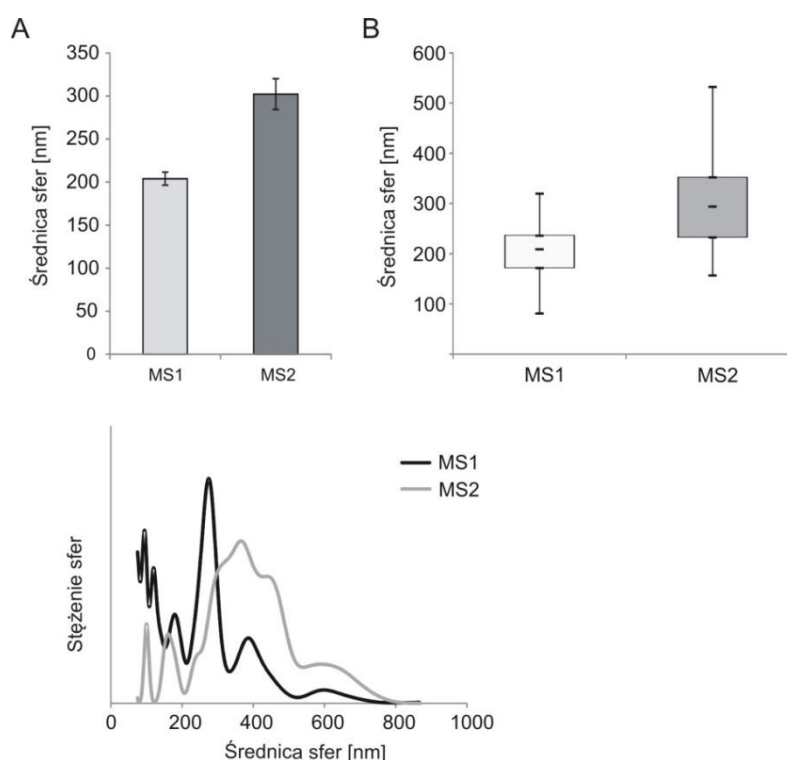 A
350
300
250
200
150
100
50
0
Średnica sfer [nm]
MS1 MS2
B
600
500
400
300
200
100
Średnica sfer [nm]
MS1 MS2
MS1
MS2
Stężenie sfer
0 200 400 600 800 1000
Średnica sfer [nm]